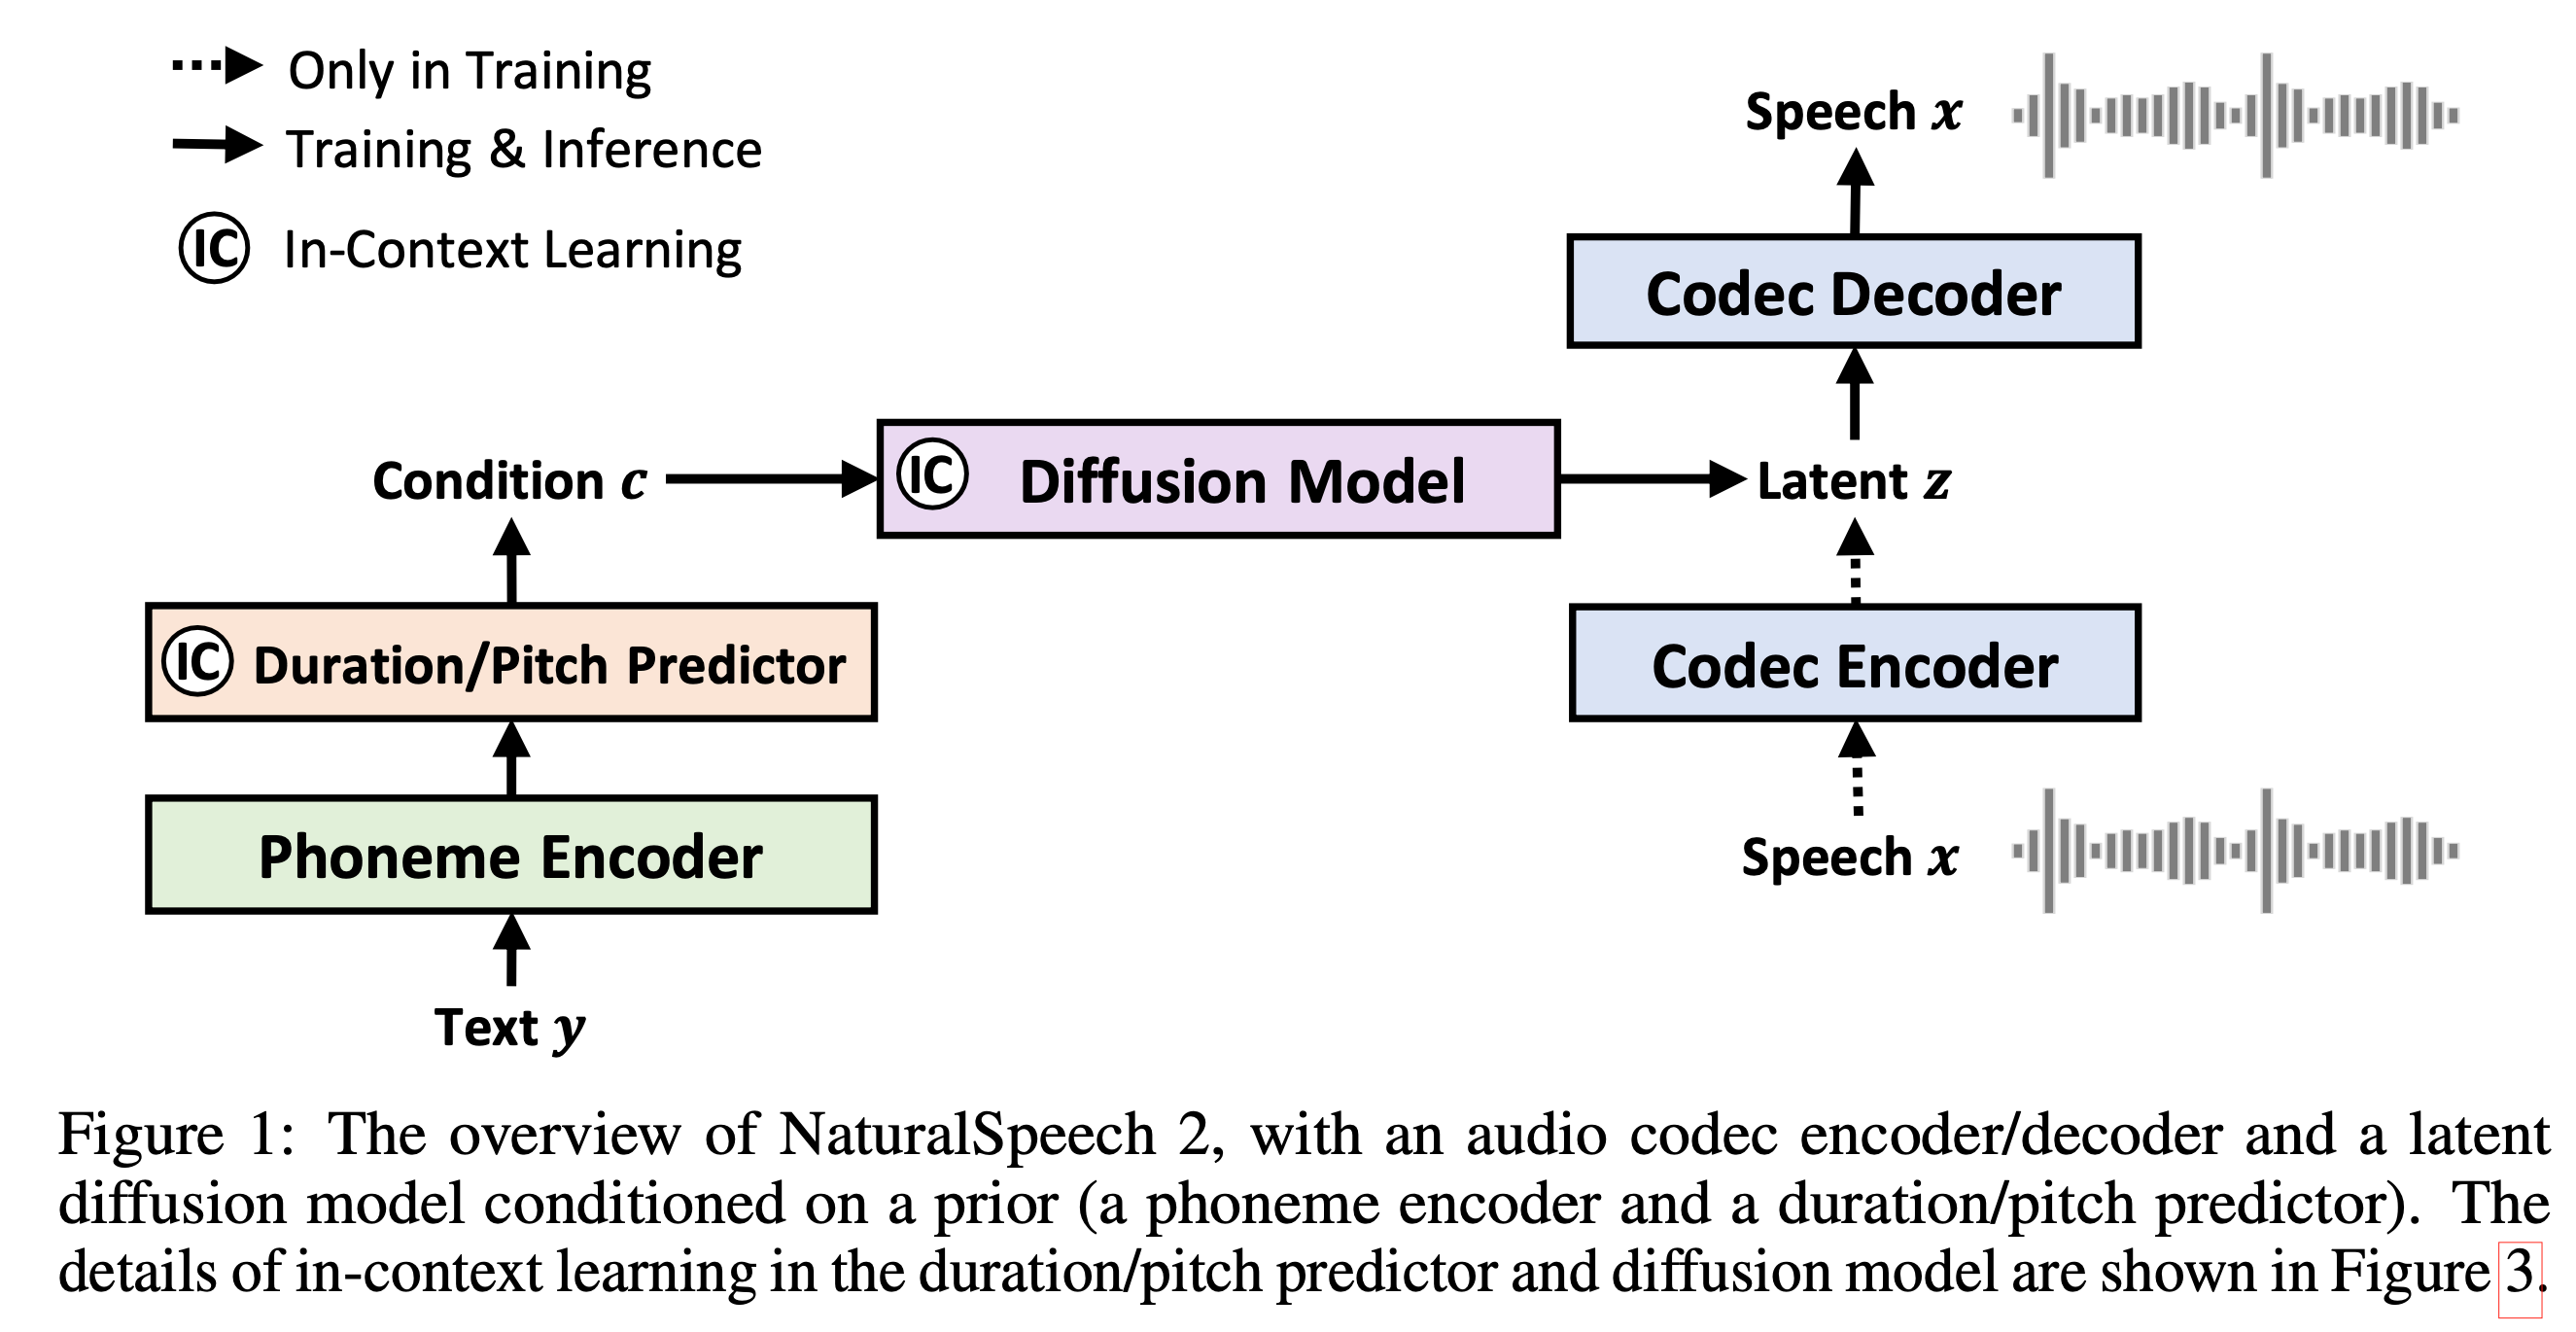 Only in Training
Training & Inference
IC In-Context Learning
Speech x
Codec Decoder
Condition c
IC Diffusion Model
Latent z
IC Duration/Pitch Predictor
Codec Encoder
Phoneme Encoder
Speech x
Text y
Figure 1: The overview of NaturalSpeech 2, with an audio codec encoder/decoder and a latent
diffusion model conditioned on a prior (a phoneme encoder and a duration/pitch predictor). The
details of in-context learning in the duration/pitch predictor and diffusion model are shown in Figure 3.